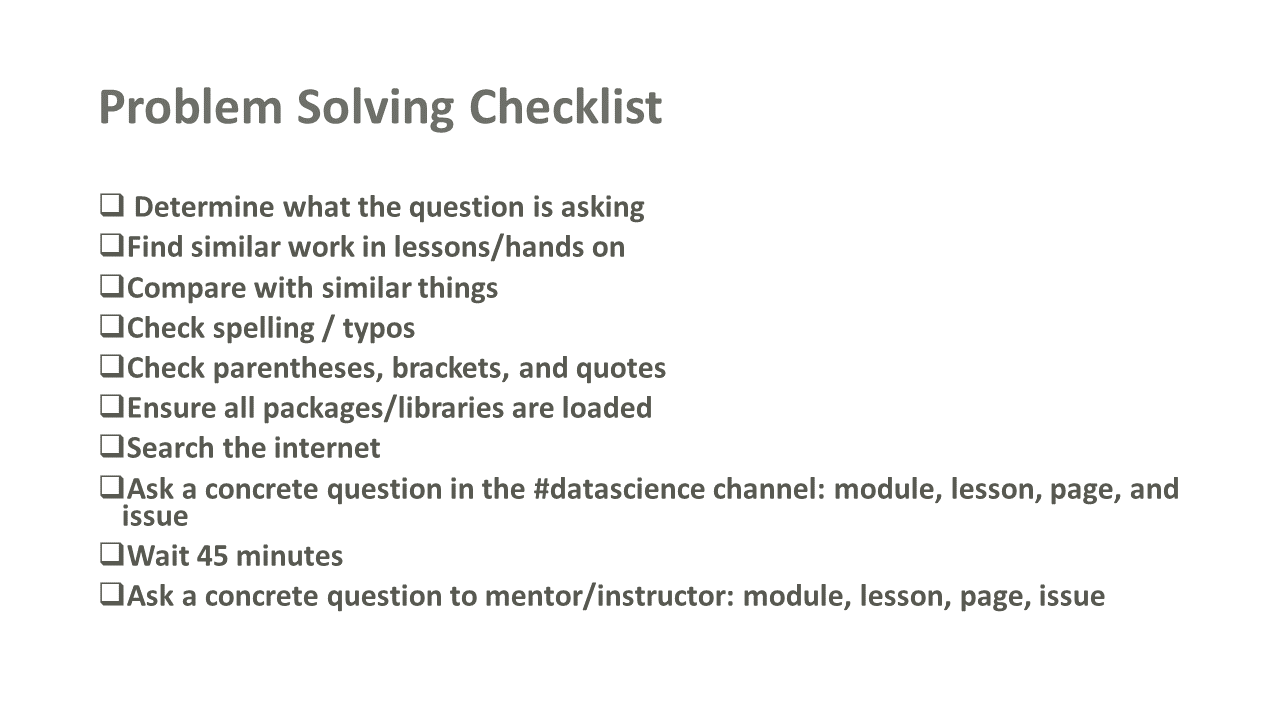 Problem Solving Checklist
❑ Determine what the question is asking
❑Find similar work in lessons/hands on
❑Compare with similar things
❑Check spelling / typos
❑Check parentheses, brackets, and quotes
❑Ensure all packages/libraries are loaded
❑Search the internet
❑Ask a concrete question in the #datascience channel: module, lesson, page, and
issue
❑Wait 45 minutes
❑Ask a concrete question to mentor/instructor: module, lesson, page, issue